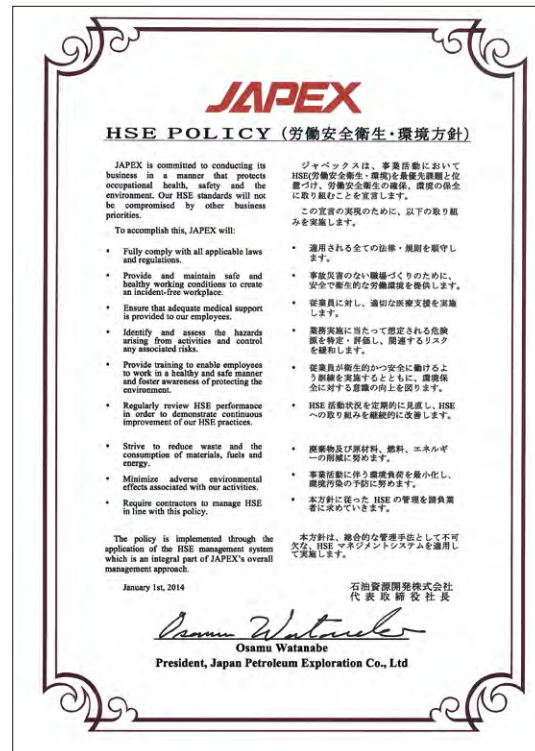 JAPEX
HSE POLICY (労働安全衛生・環境方針)
JAPEX is committed to conducting its
business in a manner that protects
occupational health, safety and the
environment. Our HSE standards will not
be compromised by other business
priorities.
To accomplish this, JAPEX will:
• Fully comply with all applicable laws
and regulations.
• Provide and maintain safe and
healthy working conditions to create
an incident-free workplace.
• Ensure that adequate medical support
is provided to our employees.
• Identify and assess the hazards
arising from activities and control
any associated risks.
• Provide training to enable employees
to work in a healthy and safe manner
and foster awareness of protecting the
environment.
• Regularly review HSE performance
in order to demonstrate continuous
improvement of our HSE practices.
• Strive to reduce waste and the
consumption of materials, fuels and
energy.
• Minimize adverse environmental
effects associated with our activities.
• Require contractors to manage HSE
in line with this policy.
The policy is implemented through the
application of the HSE management system
which is an integral part of JAPEX's overall
management approach.
January 1st, 2014
ジャペックスは、事業活動において
HSE(労働安全衛生・環境)を最優先課題と位
置づけ、労働安全衛生の確保、環境の保全
に取り組むことを宣言します。
この宣言の実現のために、以下の取り組
みを実施します。
• 適用される全ての法律・規則を順守し
ます。
• 事故災害のない職場づくりのために、
安全で衛生的な労働環境を提供します。
• 従業員に対し、適切な医療支援を実施
します。
• 業務実施に当たって想定される危険
源を特定・評価し、関連するリスク
を緩和します。
• 従業員が衛生的かつ安全に働けるよ
う訓練を実施するとともに、環境保
全に対する意識の向上を図ります。
• HSE 活動状況を定期的に見直し、HSE
への取り組みを継続的に改善します。
• 廃棄物及び原材料、燃料、エネルギ
ーの削減に努めます。
• 事業活動に伴う環境負荷を最小化し、
環境汚染の予防に努めます。
• 本方針に従った HSE の管理を請負業
者に求めていきます。
本方針は、総合的な管理手法として不可
欠な、HSE マネジメントシステムを適用し
て実施します。
石油資源開発株式会社
代表取締役社長
Osamu Watanabe
Osamu Watanabe
President, Japan Petroleum Exploration Co., Ltd